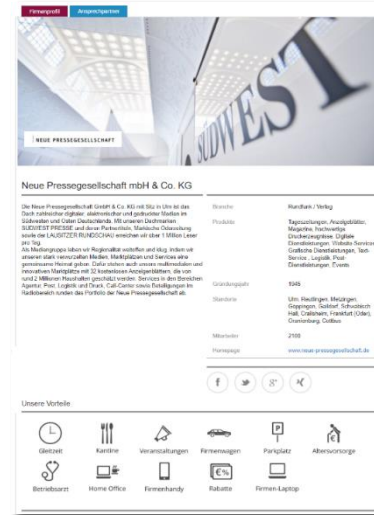 Firmenprofil
Ansprechpartner
SÜDWEST
NEUE PRESSEGESELLSCHAFT
Neue Pressegesellschaft mbH & Co. KG
Die Neue Pressegesellschaft GmbH & Co. KG mit Sitz in Ulm ist das
Dach zahlreicher digitaler, elektronischer und gedruckter Medien im
Südwesten und Osten Deutschlands. Mit unseren Dachmarken
SÜDWEST PRESSE und deren Partnertiteln, Märkische Oderzeitung
sowie der LAUSITZER RUNDSCHAU erreichen wir über 1 Million Leser
pro Tag.
Als Mediengruppe leben wir Regionalität weltoffen und klug, indem wir
unseren stark verwurzelten Medien, Marktplätzen und Services eine
gemeinsame Heimat geben. Dafür stehen auch unsere multimedialen und
innovativen Marktplätze mit 32 kostenlosen Anzeigenblättern, die von
rund 2 Millionen Haushalten geschätzt werden. Services in den Bereichen
Agentur, Post, Logistik und Druck, Call-Center sowie Beteiligungen im
Radiobereich runden das Portfolio der Neue Pressegesellschaft ab.
Branche
Rundfunk / Verlag
Produkte
Tageszeitungen, Anzeigenblätter,
Magazine, hochwertige
Druckerzeugnisse, Digitale
Dienstleistungen, Website-Services
Grafische Dienstleistungen, Text-
Service, Logistik, Post-
Dienstleistungen, Events
Gründungsjahr
1946
Standorte
Ulm, Reutlingen, Metzingen,
Göppingen, Gaildorf, Schwäbisch
Hall, Crailsheim, Frankfurt (Oder),
Oranienburg, Cottbus
Mitarbeiter
2100
Homepage
www.neue-pressegesellschaft.de
Unsere Vorteile
Gleitzeit
Kantine
Veranstaltungen
Firmenwagen
Parkplatz
Altersvorsorge
Betriebsarzt
Home Office
Firmenhandy
Rabatte
Firmen-Laptop